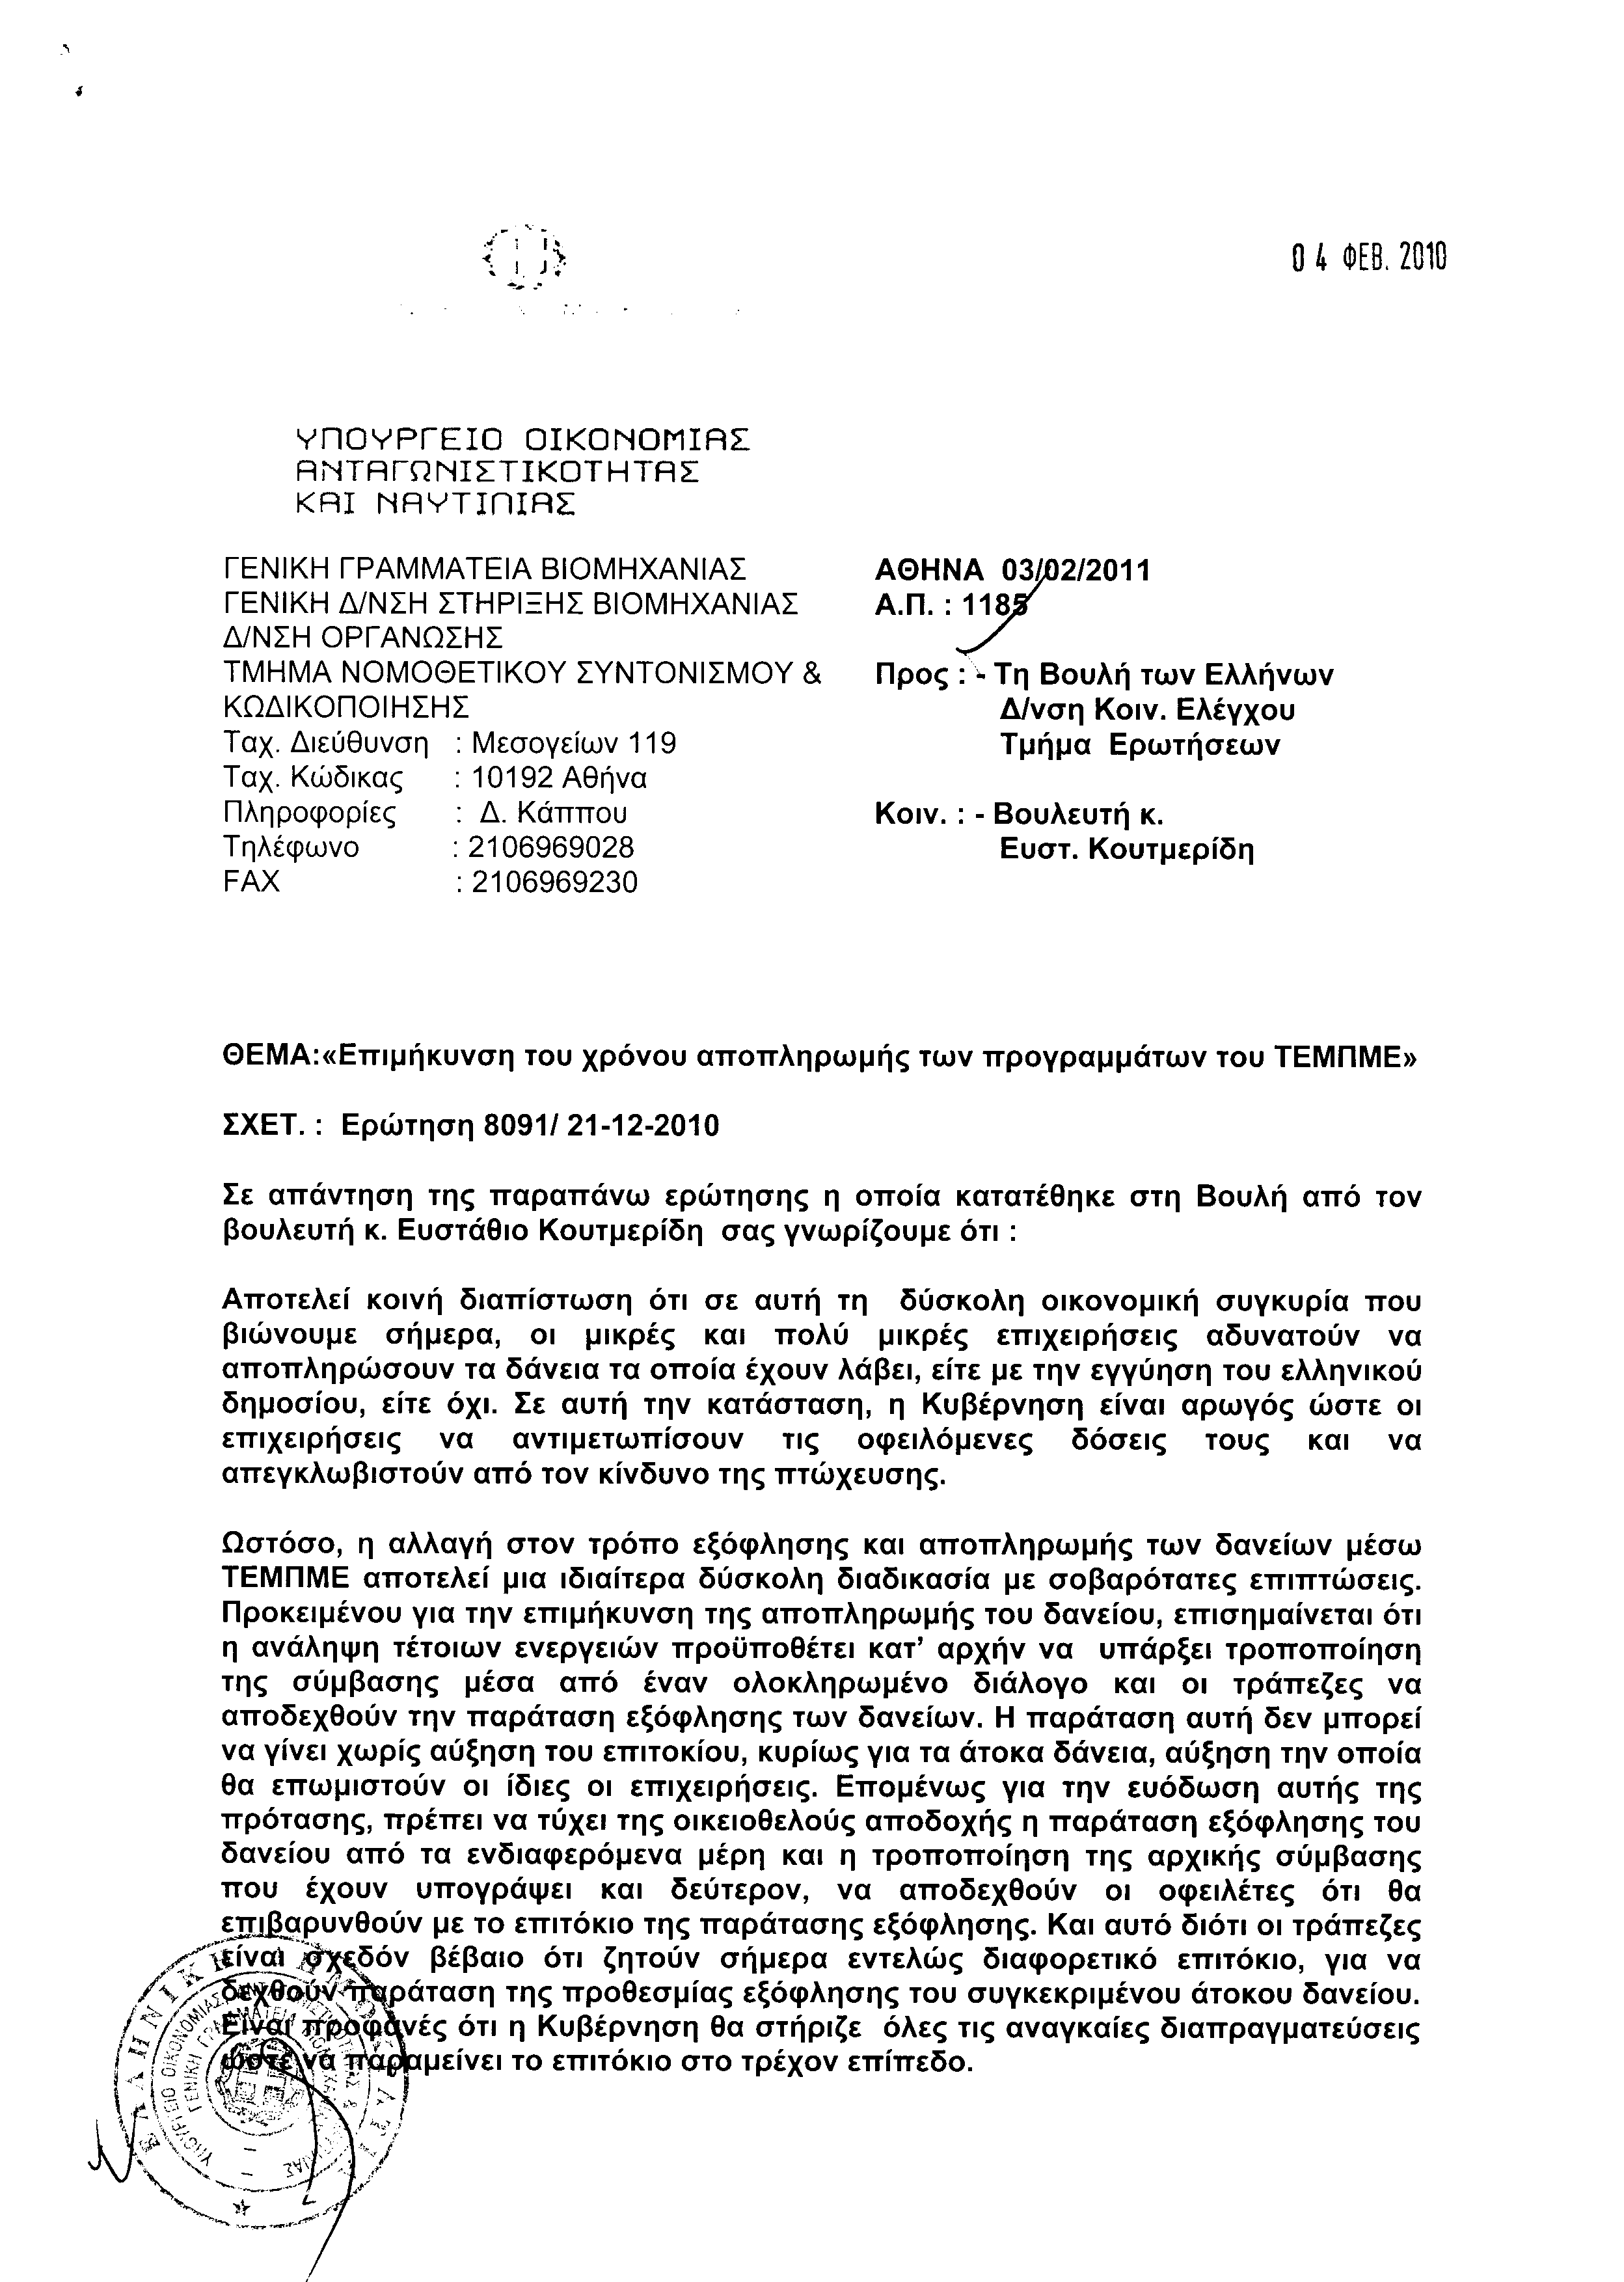 04 ΦΕΒ. 2010
ΥΠΟΥΡΓΕΙΟ ΟΙΚΟΝΟΜΙΑΣ
ΑΝΤΑΓΩΝΙΣΤΙΚΟΤΗΤΑΣ
ΚΑΙ ΝΑΥΤΙΛΙΑΣ
ΓΕΝΙΚΗ ΓΡΑΜΜΑΤΕΙΑ ΒΙΟΜΗΧΑΝΙΑΣ
ΓΕΝΙΚΗ Δ/ΝΣΗ ΣΤΗΡΙΞΗΣ ΒΙΟΜΗΧΑΝΙΑΣ
Δ/ΝΣΗ ΟΡΓΑΝΩΣΗΣ
ΤΜΗΜΑ ΝΟΜΟΘΕΤΙΚΟΥ ΣΥΝΤΟΝΙΣΜΟΥ &
ΚΩΔΙΚΟΠΟΙΗΣΗΣ
Ταχ. Διεύθυνση : Μεσογείων 119
Ταχ. Κώδικας : 10192 Αθήνα
Πληροφορίες : Δ. Κάππου
Τηλέφωνο : 2106969028
FAX : 2106969230
ΑΘΗΝΑ 03/02/2011
Α.Π. : 1185
Προς : - Τη Βουλή των Ελλήνων
Δ/νση Κοιν. Ελέγχου
Τμήμα Ερωτήσεων
Κοιν. : - Βουλευτή κ.
Ευστ. Κουτμερίδη
ΘΕΜΑ:«Επιμήκυνση του χρόνου αποπληρωμής των προγραμμάτων του ΤΕΜΠΜΕ»
ΣΧΕΤ. : Ερώτηση 8091/ 21-12-2010
Σε απάντηση της παραπάνω ερώτησης η οποία κατατέθηκε στη Βουλή από τον
βουλευτή κ. Ευστάθιο Κουτμερίδη σας γνωρίζουμε ότι :
Αποτελεί κοινή διαπίστωση ότι σε αυτή τη δύσκολη οικονομική συγκυρία που
βιώνουμε σήμερα, οι μικρές και πολύ μικρές επιχειρήσεις αδυνατούν να
αποπληρώσουν τα δάνεια τα οποία έχουν λάβει, είτε με την εγγύηση του ελληνικού
δημοσίου, είτε όχι. Σε αυτή την κατάσταση, η Κυβέρνηση είναι αρωγός ώστε οι
επιχειρήσεις να αντιμετωπίσουν τις οφειλόμενες δόσεις τους και να
απεγκλωβιστούν από τον κίνδυνο της πτώχευσης.
Ωστόσο, η αλλαγή στον τρόπο εξόφλησης και αποπληρωμής των δανείων μέσω
ΤΕΜΠΜΕ αποτελεί μια ιδιαίτερα δύσκολη διαδικασία με σοβαρότατες επιπτώσεις.
Προκειμένου για την επιμήκυνση της αποπληρωμής του δανείου, επισημαίνεται ότι
η ανάληψη τέτοιων ενεργειών προϋποθέτει κατ’ αρχήν να υπάρξει τροποποίηση
της σύμβασης μέσα από έναν ολοκληρωμένο διάλογο και οι τράπεζες να
αποδεχθούν την παράταση εξόφλησης των δανείων. Η παράταση αυτή δεν μπορεί
να γίνει χωρίς αύξηση του επιτοκίου, κυρίως για τα άτοκα δάνεια, αύξηση την οποία
θα επωμιστούν οι ίδιες οι επιχειρήσεις. Επομένως για την ευόδωση αυτής της
πρότασης, πρέπει να τύχει της οικειοθελούς αποδοχής η παράταση εξόφλησης του
δανείου από τα ενδιαφερόμενα μέρη και η τροποποίηση της αρχικής σύμβασης
που έχουν υπογράψει και δεύτερον, να αποδεχθούν οι οφειλέτες ότι θα
επιβαρυνθούν με το επιτόκιο της παράτασης εξόφλησης. Και αυτό διότι οι τράπεζες
είναι σχεδόν βέβαιο ότι ζητούν σήμερα εντελώς διαφορετικό επιτόκιο, για να
δεχθούν παράταση της προθεσμίας εξόφλησης του συγκεκριμένου άτοκου δανείου.
Είναι προφανές ότι η Κυβέρνηση θα στήριζε όλες τις αναγκαίες διαπραγματεύσεις
ώστε να παραμείνει το επιτόκιο στο τρέχον επίπεδο.